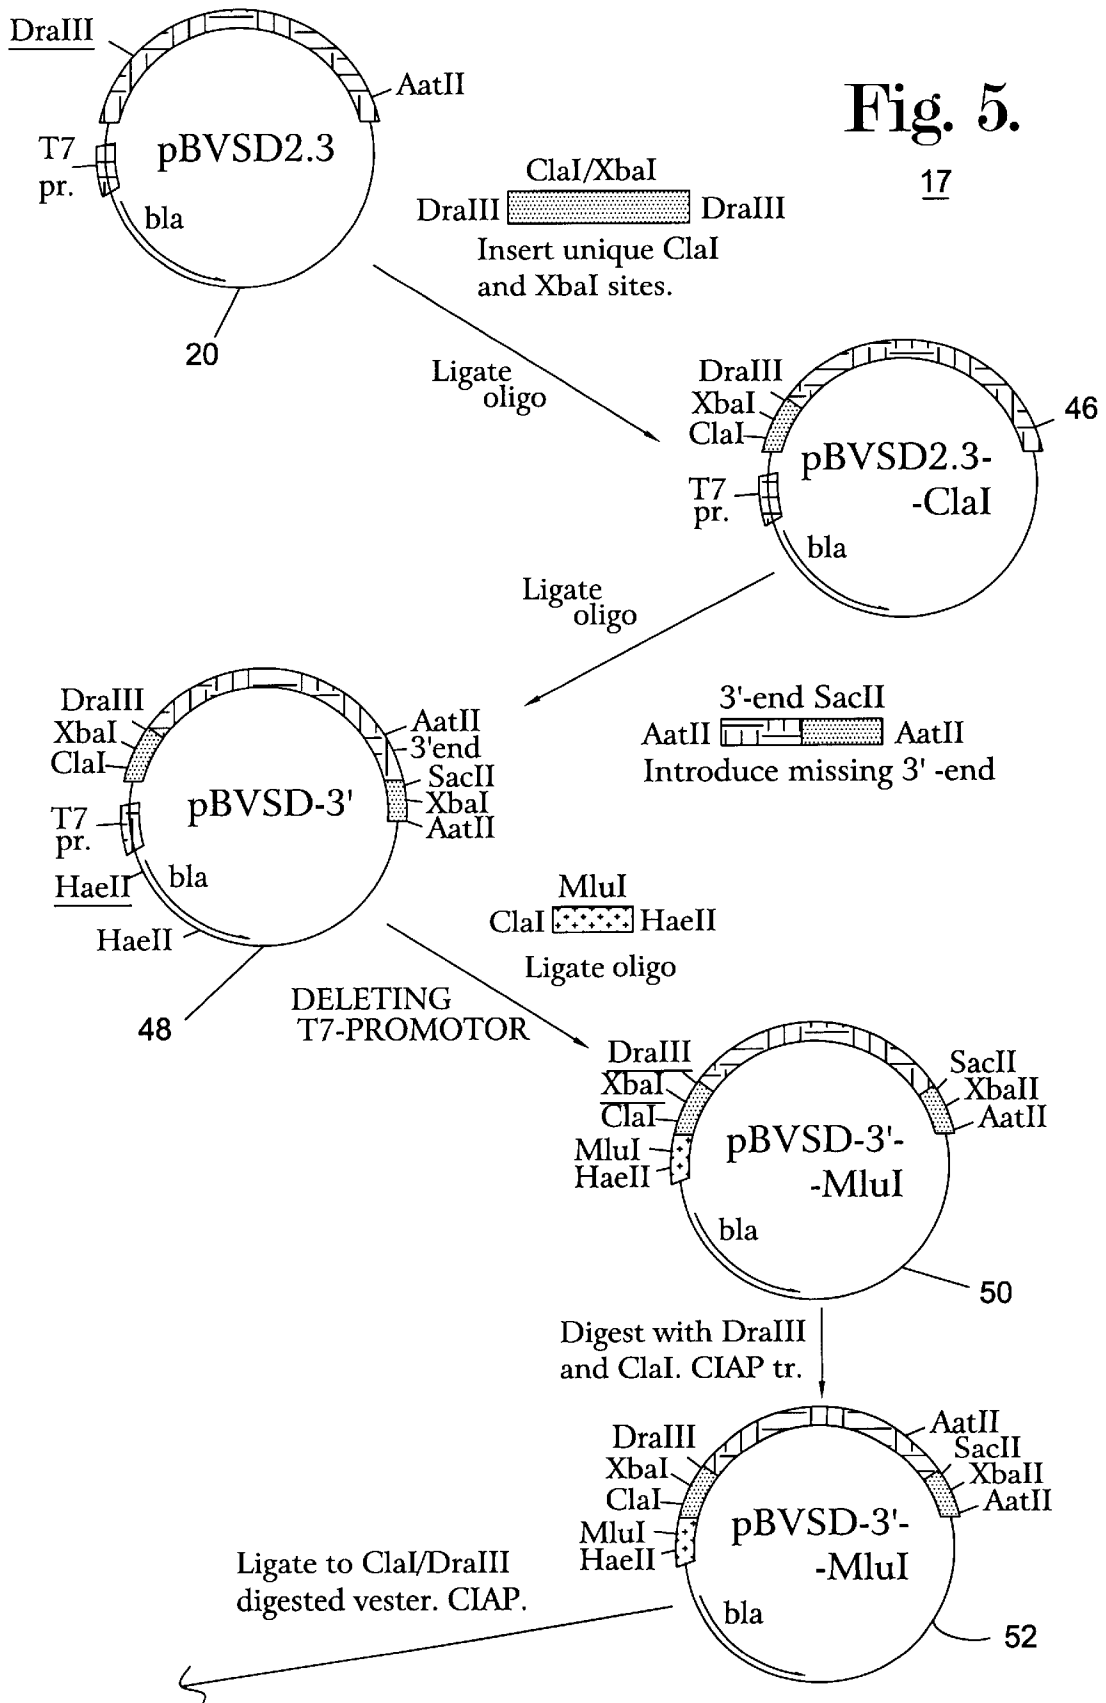 DraIII
AatII
Fig. 5.
17
T7
pr.
pBVSD2.3
bla
20
ClaI/XbaI
DraIII
DraIII
Insert unique ClaI
and XbaI sites.
Ligate
oligo
DraIII
XbaI
ClaI
46
pBVSD2.3-
-ClaI
T7
pr.
bla
Ligate
oligo
DraIII
XbaI
ClaI
AatII
3'end
SacII
XbaI
AatII
pBVSD-3'
T7
pr.
HaeII
bla
HaeII
48
3'-end SacII
AatII
AatII
Introduce missing 3' -end
MluI
ClaI
HaeII
Ligate oligo
DELETING
T7-PROMOTOR
DraIII
XbaI
ClaI
MluI
HaeII
SacII
XbaII
AatII
pBVSD-3'-
-MluI
bla
50
Digest with DraIII
and ClaI. CIAP tr.
DraIII
XbaI
ClaI
MluI
HaeII
AatII
SacII
XbaII
AatII
pBVSD-3'-
-MluI
bla
52
Ligate to ClaI/DraIII
digested vester. CIAP.